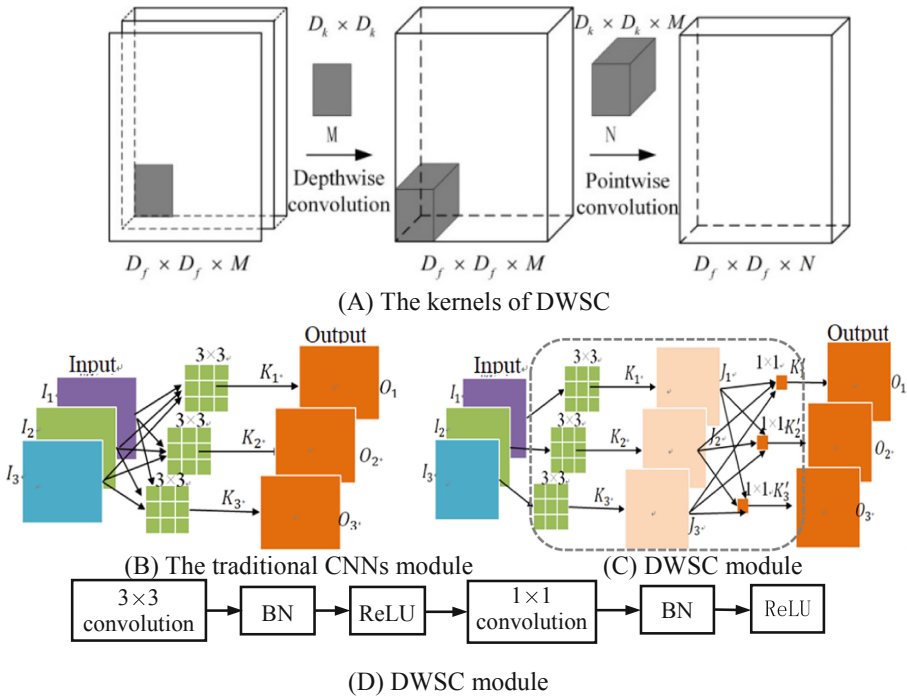 D_k × D_k
D_k × D_k × M
M
N
Depthwise
convolution
Pointwise
convolution
D_f × D_f × M
D_f × D_f × M
D_f × D_f × N
(A) The kernels of DWSC
Input
I_1
I_2
I_3
3×3
3×3
3×3
K_1
K_2
K_3
Output
O_1
O_2
O_3
(B) The traditional CNNs module
Input
I_1
I_2
I_3
3×3
3×3
3×3
K_1
K_2
K_3
J_1
J_2
J_3
1×1
1×1
1×1
K′_1
K′_2
K′_3
Output
O_1
O_2
O_3
(C) DWSC module
3×3
convolution
BN
ReLU
1×1
convolution
BN
ReLU
(D) DWSC module